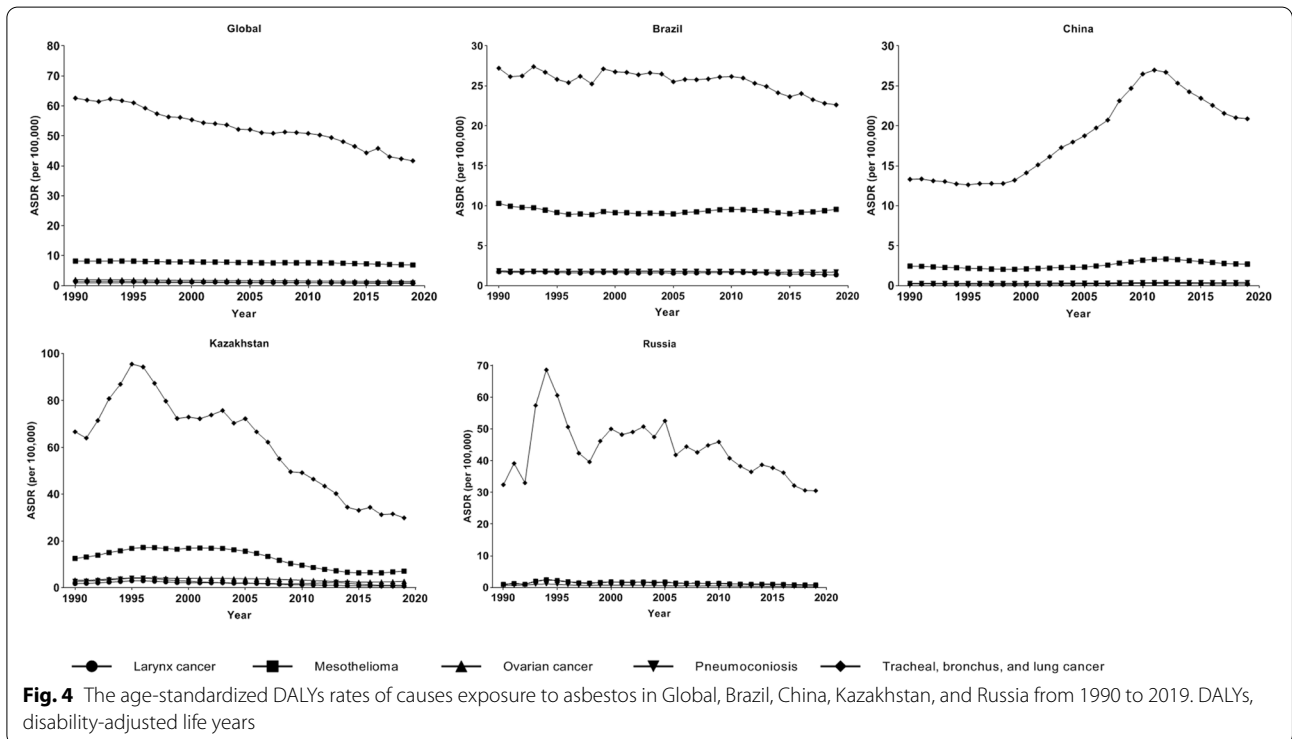 Global
80
70
60
50
40
30
20
10
0
ASDR (per 100,000)
1990 1995 2000 2005 2010 2015 2020
Year
Brazil
30
25
20
15
10
5
0
ASDR (per 100,000)
1990 1995 2000 2005 2010 2015 2020
Year
China
30
25
20
15
10
5
0
ASDR (per 100,000)
1990 1995 2000 2005 2010 2015 2020
Year
Kazakhstan
100
80
60
40
20
0
ASDR (per 100,000)
1990 1995 2000 2005 2010 2015 2020
Year
Russia
70
60
50
40
30
20
10
0
ASDR (per 100,000)
1990 1995 2000 2005 2010 2015 2020
Year
Larynx cancer Mesothelioma Ovarian cancer Pneumoconiosis Tracheal, bronchus, and lung cancer
Fig. 4 The age-standardized DALYs rates of causes exposure to asbestos in Global, Brazil, China, Kazakhstan, and Russia from 1990 to 2019. DALYs,
disability-adjusted life years